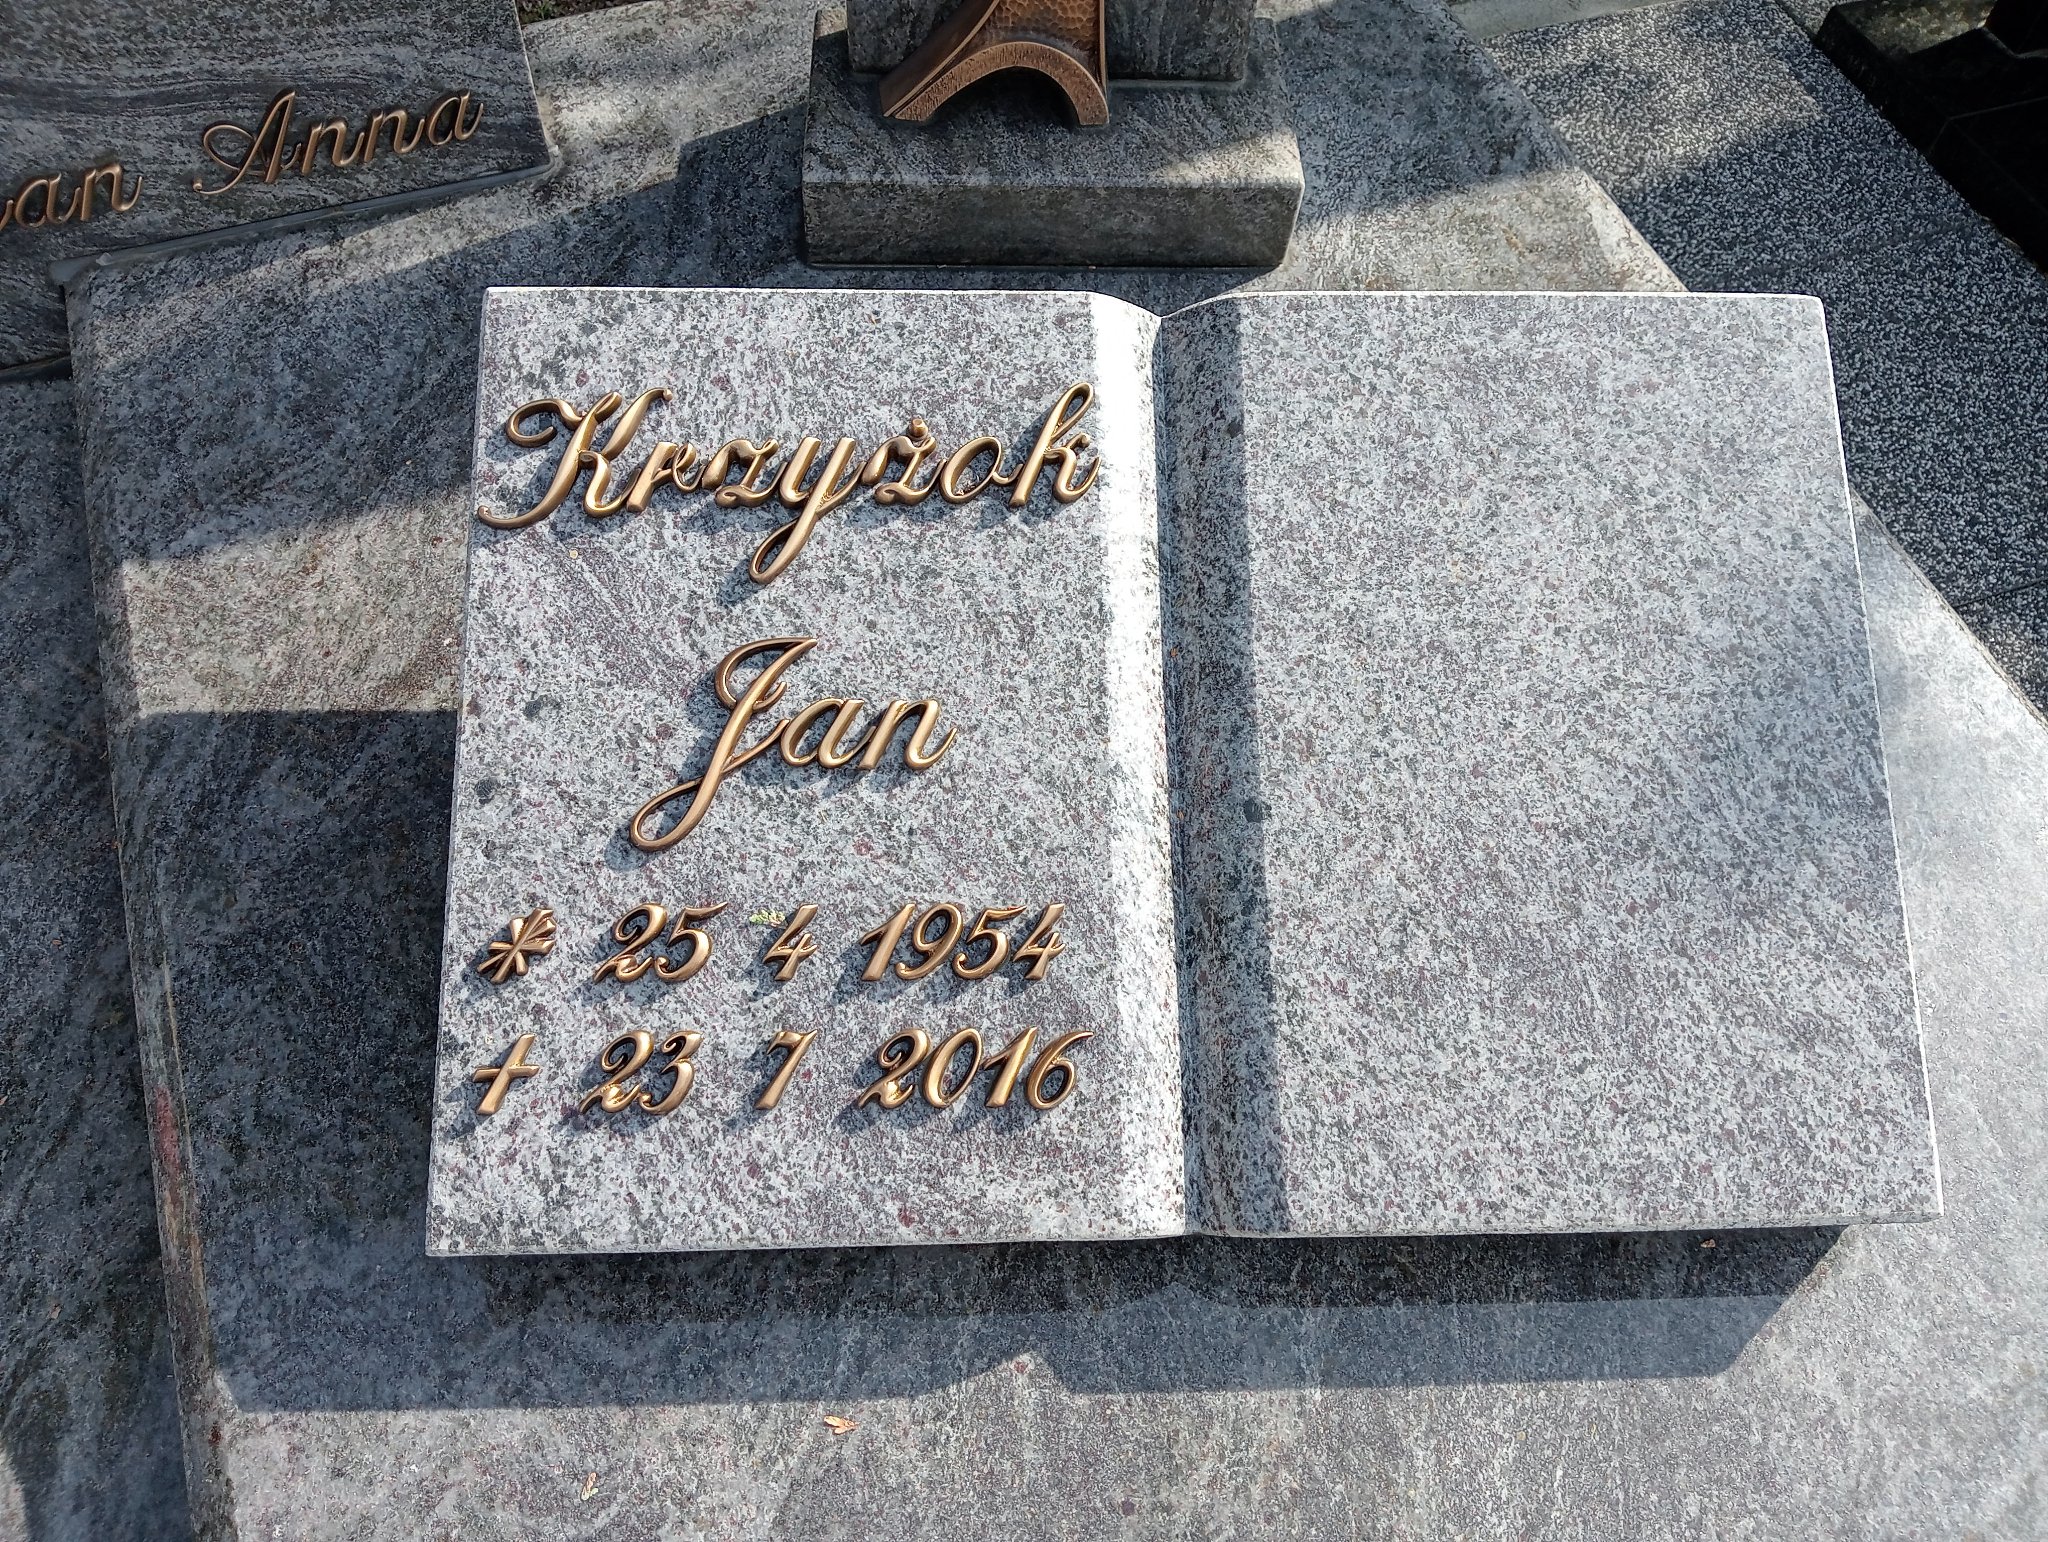 Anna
Krzyżok
Jan
* 25 4 1954
+ 23 7 2016